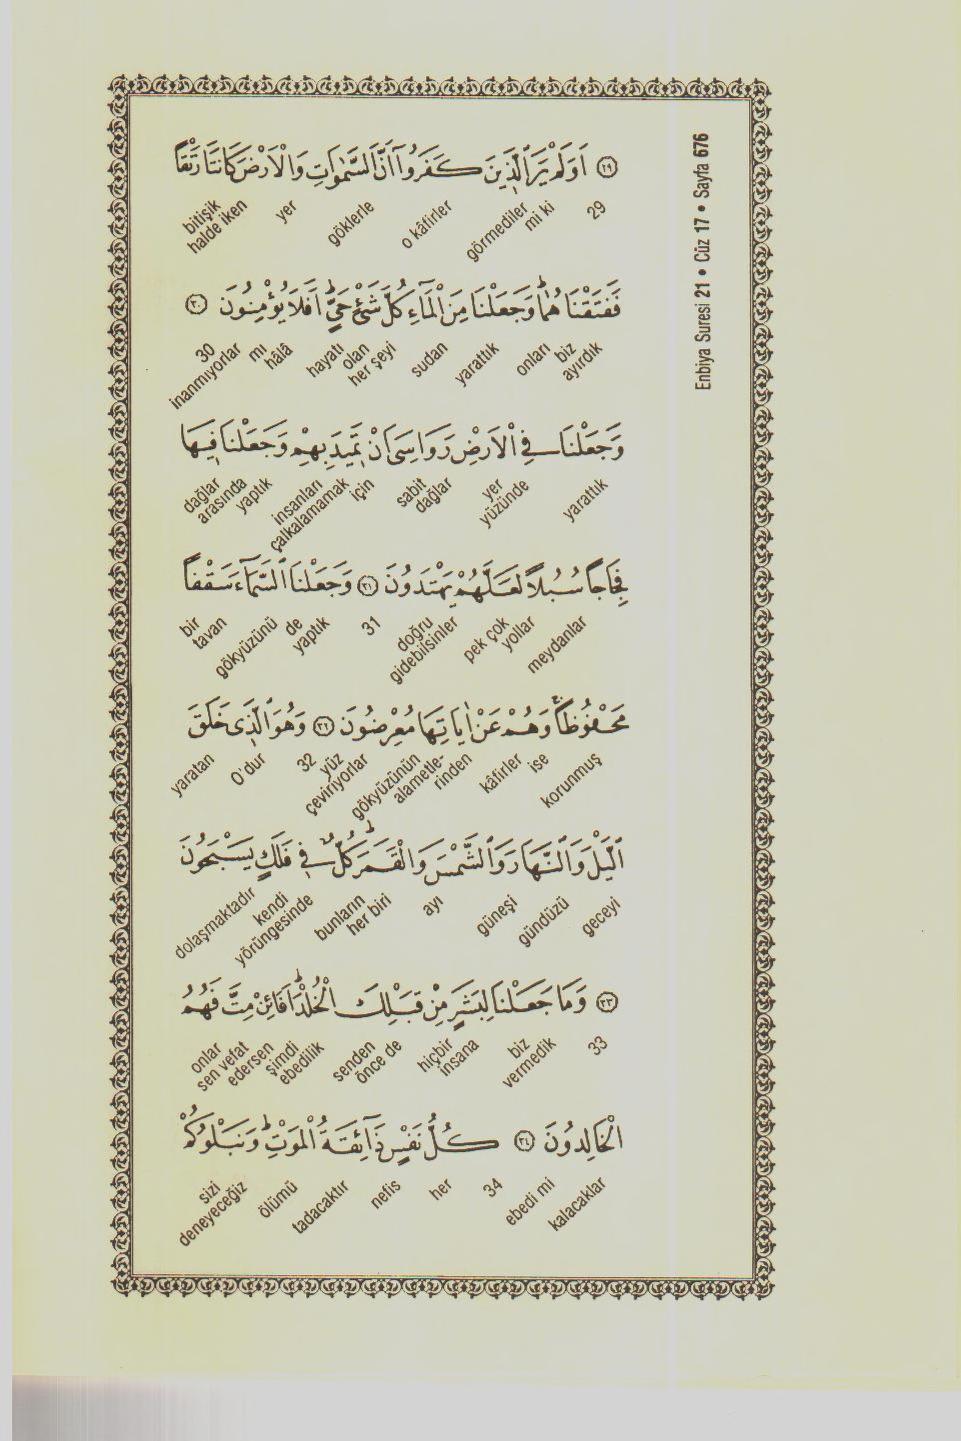 Enbiya Suresi 21 • Cüz 17 • Sayfa 676
﴿٢٩﴾ اَوَلَمْ يَرَ الَّذِينَ كَفَرُوٓا اَنَّ السَّمٰوَاتِ وَالْاَرْضَ كَانَتَا رَتْقًا
29 görmediler mi ki o kâfirler göklerle yer bitişik halde iken
فَفَتَقْنَاهُمَاۜ وَجَعَلْنَا مِنَ الْمَٓاءِ كُلَّ شَيْءٍ حَيٍّۜ اَفَلَا يُؤْمِنُونَ ﴿٣٠﴾
biz ayırdık onları yarattık sudan hayatı olan her şeyi hâlâ mı inanmıyorlar 30
وَجَعَلْنَا فِي الْاَرْضِ رَوَاسِيَ اَنْ تَمِيدَ بِهِمْ وَجَعَلْنَا فِيهَا
yarattık yer yüzünde sabit dağlar için insanları çalkalamamak yaptık dağlar arasında
فِجَاجًا سُبُلًا لَعَلَّهُمْ يَهْتَدُونَ ﴿٣١﴾ وَجَعَلْنَا السَّمَٓاءَ سَقْفًا
meydanlar pek çok yollar doğru gidebilsinler 31 de yaptık gökyüzünü bir tavan
مَحْفُوظًاۚ وَهُمْ عَنْ اٰيَاتِهَا مُعْرِضُونَ ﴿٣٢﴾ وَهُوَ الَّذِي خَلَقَ
korunmuş ise kâfirler gökyüzünün alametle-rinden yüz çeviriyorlar 32 O'dur yaratan
الَّيْلَ وَالنَّهَارَ وَالشَّمْسَ وَالْقَمَرَۜ كُلٌّ فِي فَلَكٍ يَسْبَحُونَ
geceyi gündüzü güneşi ayı bunların her biri kendi yörüngesinde dolaşmaktadır
﴿٣٣﴾ وَمَا جَعَلْنَا لِبَشَرٍ مِنْ قَبْلِكَ الْخُلْدَۜ اَفَائِنْ مِتَّ فَهُمُ
33 biz vermedik hiçbir insana senden önce de ebedilik şimdi sen vefat edersen onlar
الْخَالِدُونَ ﴿٣٤﴾ كُلُّ نَفْسٍ ذَٓائِقَةُ الْمَوْتِۜ وَنَبْلُوكُمْ
ebedi mi kalacaklar 34 her nefis tadacaktır ölümü sizi deneyeceğiz